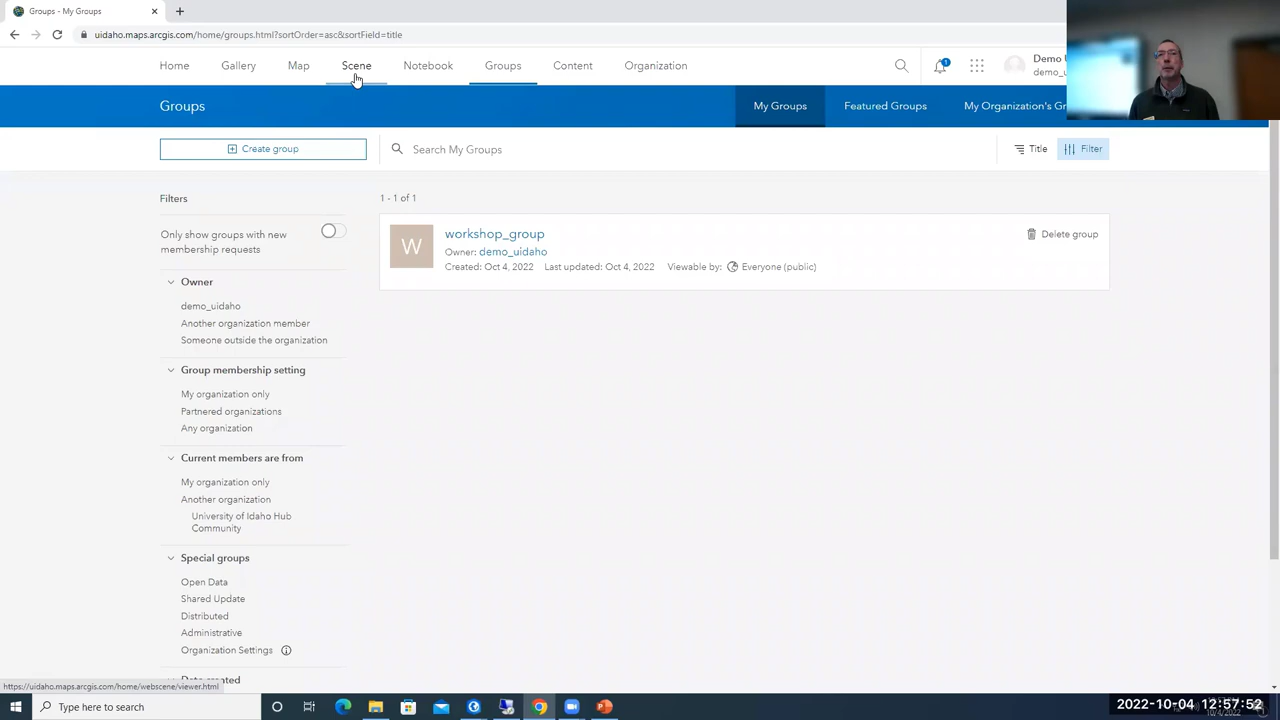 Groups - My Groups
uidaho.maps.arcgis.com/home/groups.html?sortOrder=asc&sortField=title
Home Gallery Map Scene Notebook Groups Content Organization
1
Demo
demo_u
Groups
My Groups Featured Groups My Organization's Gr
Create group
Search My Groups
Title Filter
Filters
1 - 1 of 1
Only show groups with new
membership requests
W
workshop_group
Owner: demo_uidaho
Created: Oct 4, 2022 Last updated: Oct 4, 2022 Viewable by: Everyone (public)
Delete group
Owner
demo_uidaho
Another organization member
Someone outside the organization
Group membership setting
My organization only
Partnered organizations
Any organization
Current members are from
My organization only
Another organization
University of Idaho Hub
Community
Special groups
Open Data
Shared Update
Distributed
Administrative
Organization Settings
Date created
https://uidaho.maps.arcgis.com/home/webscene/viewer.html
Type here to search
2022-10-04 12:57:52